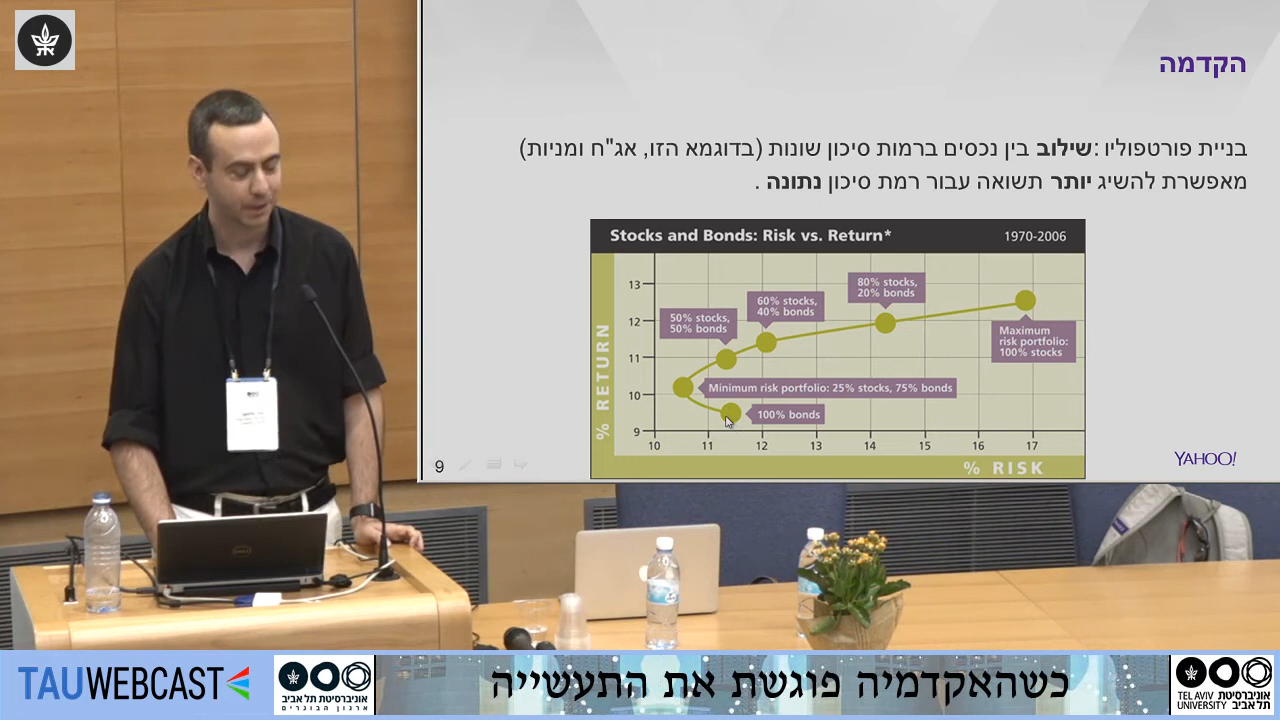 הקדמה
בניית פורטפוליו :שילוב בין נכסים ברמות סיכון שונות (בדוגמא הזו, אג"ח ומניות)
מאפשרת להשיג יותר תשואה עבור רמת סיכון נתונה .
Stocks and Bonds: Risk vs. Return* 1970-2006
% RETURN
13
12
11
10
9
50% stocks,
50% bonds
60% stocks,
40% bonds
80% stocks,
20% bonds
Maximum
risk portfolio:
100% stocks
Minimum risk portfolio: 25% stocks, 75% bonds
100% bonds
10 11 12 13 14 15 16 17
% RISK
9
YAHOO!
TAUWEBCAST
אוניברסיטת תל אביב
ארגון הבוגרים
כשהאקדמיה פוגשת את התעשייה
TEL AVIV אוניברסיטת
UNIVERSITY תל אביב